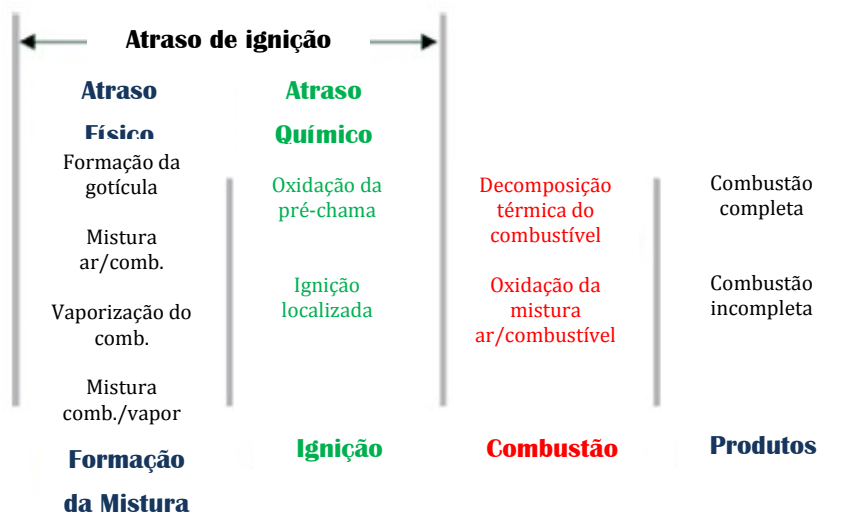 Atraso de ignição
Atraso
Físico
Formação da
gotícula
Mistura
ar/comb.
Vaporização do
comb.
Mistura
comb./vapor
Formação
da Mistura
Atraso
Químico
Oxidação da
pré-chama
Ignição
localizada
Ignição
Decomposição
térmica do
combustível
Oxidação da
mistura
ar/combustível
Combustão
Combustão
completa
Combustão
incompleta
Produtos